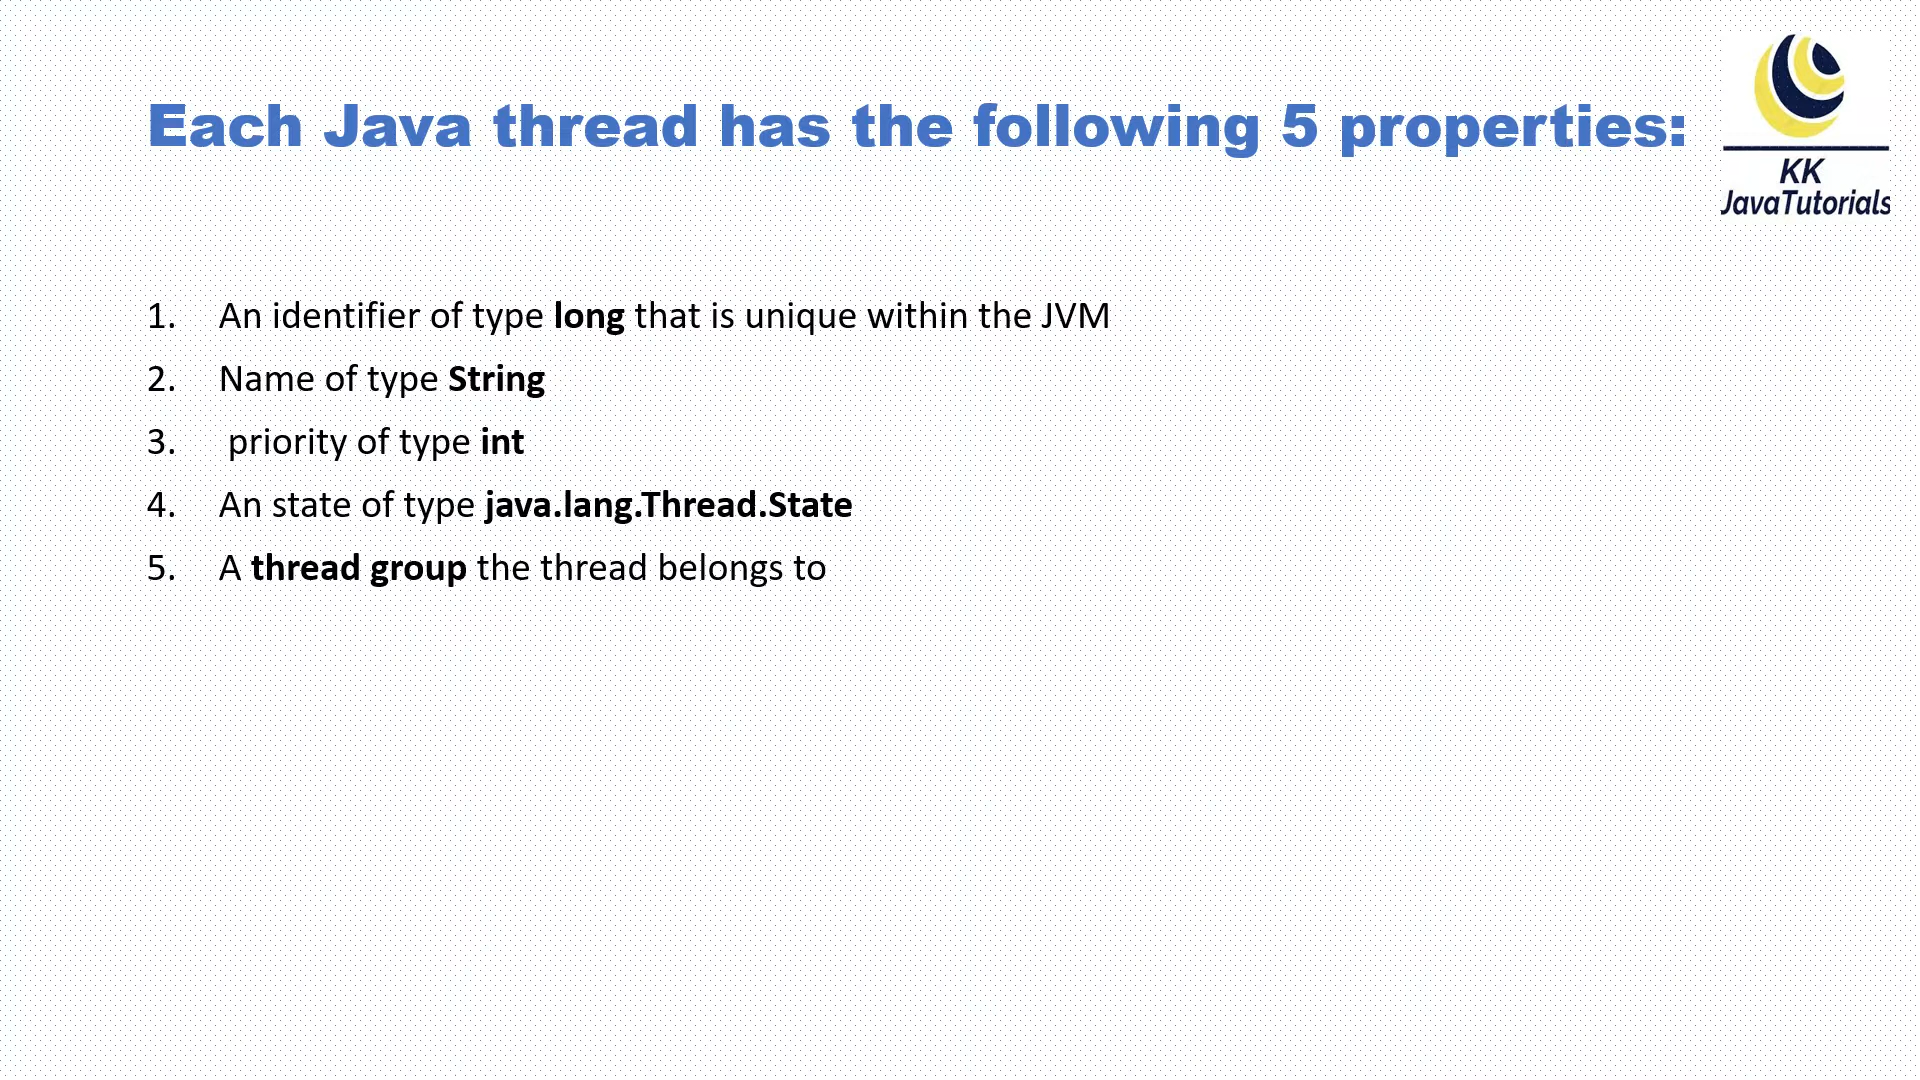 Each Java thread has the following 5 properties:
KK
JavaTutorials
1. An identifier of type long that is unique within the JVM
2. Name of type String
3. priority of type int
4. An state of type java.lang.Thread.State
5. A thread group the thread belongs to